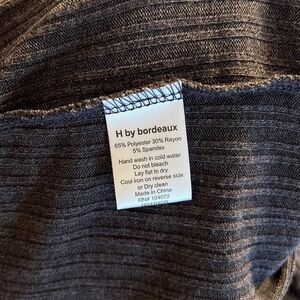 H by bordeaux
65% Polyester 30% Rayon
5% Spandex
Hand wash in cold water
Do not bleach
Lay flat to dry
Cool iron on reverse side
or Dry clean
Made in China
RN# 104072